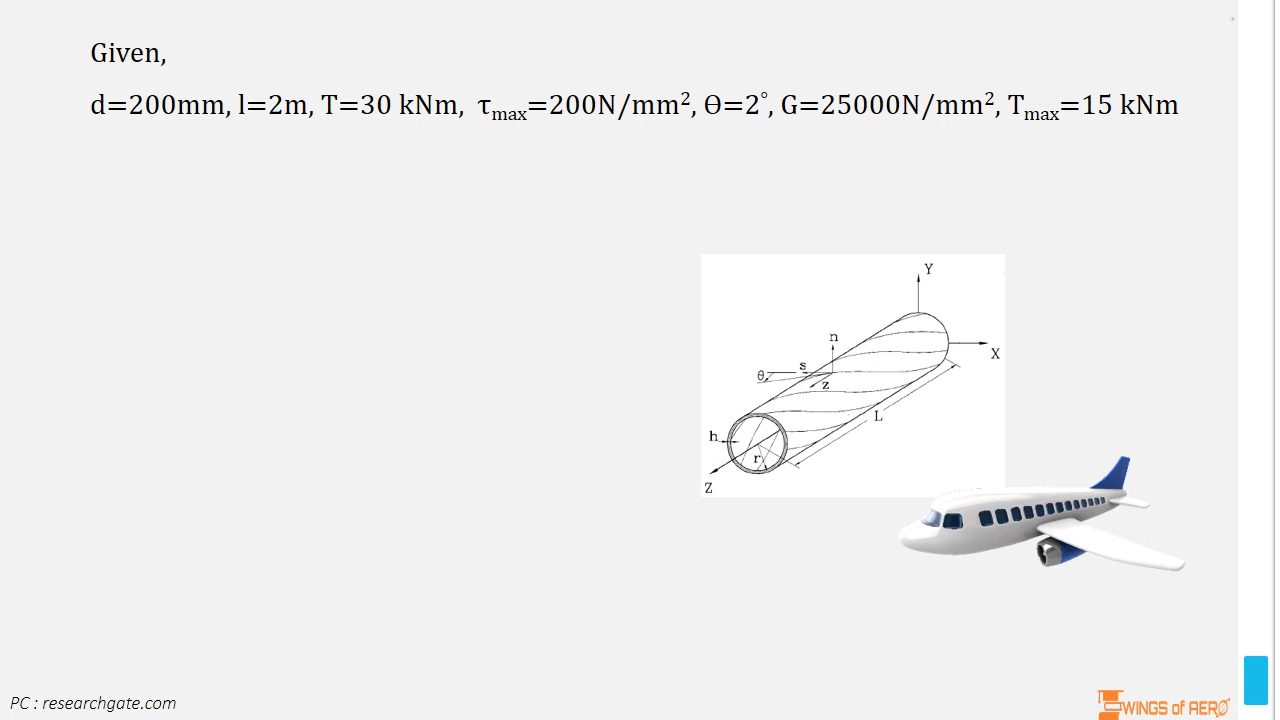 Given,
d=200mm, l=2m, T=30 kNm, τmax=200N/mm², ϴ=2°, G=25000N/mm², Tmax=15 kNm
Y
n
X
s
θ
z
L
h
r
Z
PC : researchgate.com
WINGS of AERO